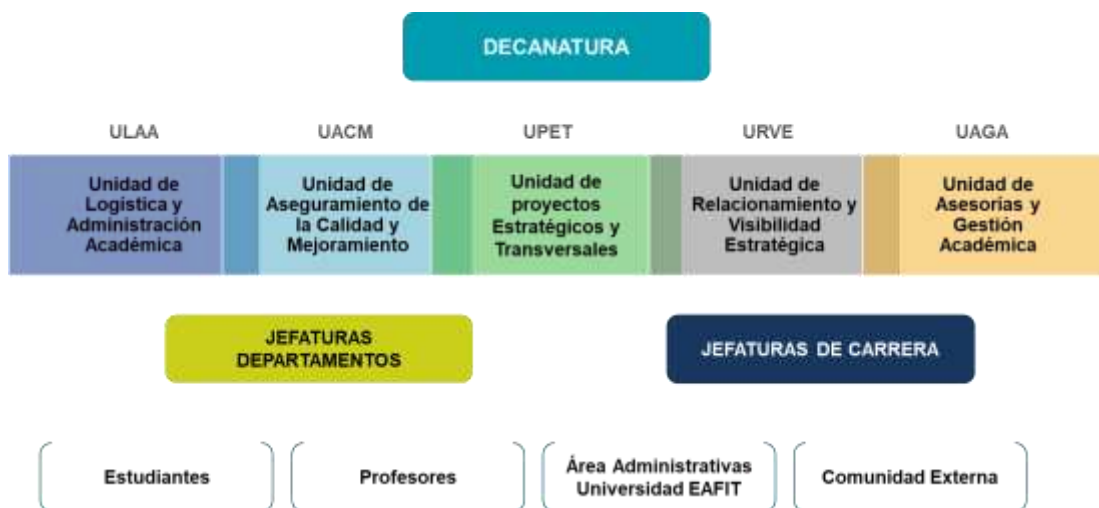 DECANATURA
ULAA
UACM
UPET
URVE
UAGA
Unidad de
Logística y
Administración
Académica
Unidad de
Aseguramiento de
la Calidad y
Mejoramiento
Unidad de
proyectos
Estratégicos y
Transversales
Unidad de
Relacionamiento y
Visibilidad
Estratégica
Unidad de
Asesorías y
Gestión
Académica
JEFATURAS
DEPARTAMENTOS
JEFATURAS DE CARRERA
Estudiantes
Profesores
Área Administrativas
Universidad EAFIT
Comunidad Externa